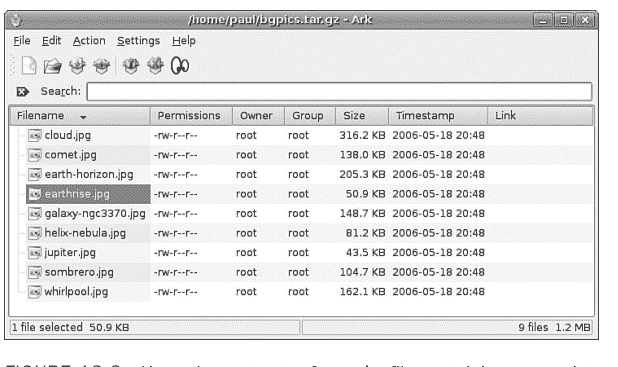 /home/paul/bgpics.tar.gz - Ark
File Edit Action Settings Help
Search:
Filename Permissions Owner Group Size Timestamp Link
cloud.jpg -rw-r--r-- root root 316.2 KB 2006-05-18 20:48
comet.jpg -rw-r--r-- root root 138.0 KB 2006-05-18 20:48
earth-horizon.jpg -rw-r--r-- root root 205.3 KB 2006-05-18 20:48
earthrise.jpg -rw-r--r-- root root 50.9 KB 2006-05-18 20:48
galaxy-ngc3370.jpg -rw-r--r-- root root 148.7 KB 2006-05-18 20:48
helix-nebula.jpg -rw-r--r-- root root 81.2 KB 2006-05-18 20:48
jupiter.jpg -rw-r--r-- root root 43.5 KB 2006-05-18 20:48
sombrero.jpg -rw-r--r-- root root 104.7 KB 2006-05-18 20:48
whirlpool.jpg -rw-r--r-- root root 162.1 KB 2006-05-18 20:48
1 file selected 50.9 KB 9 files 1.2 MB